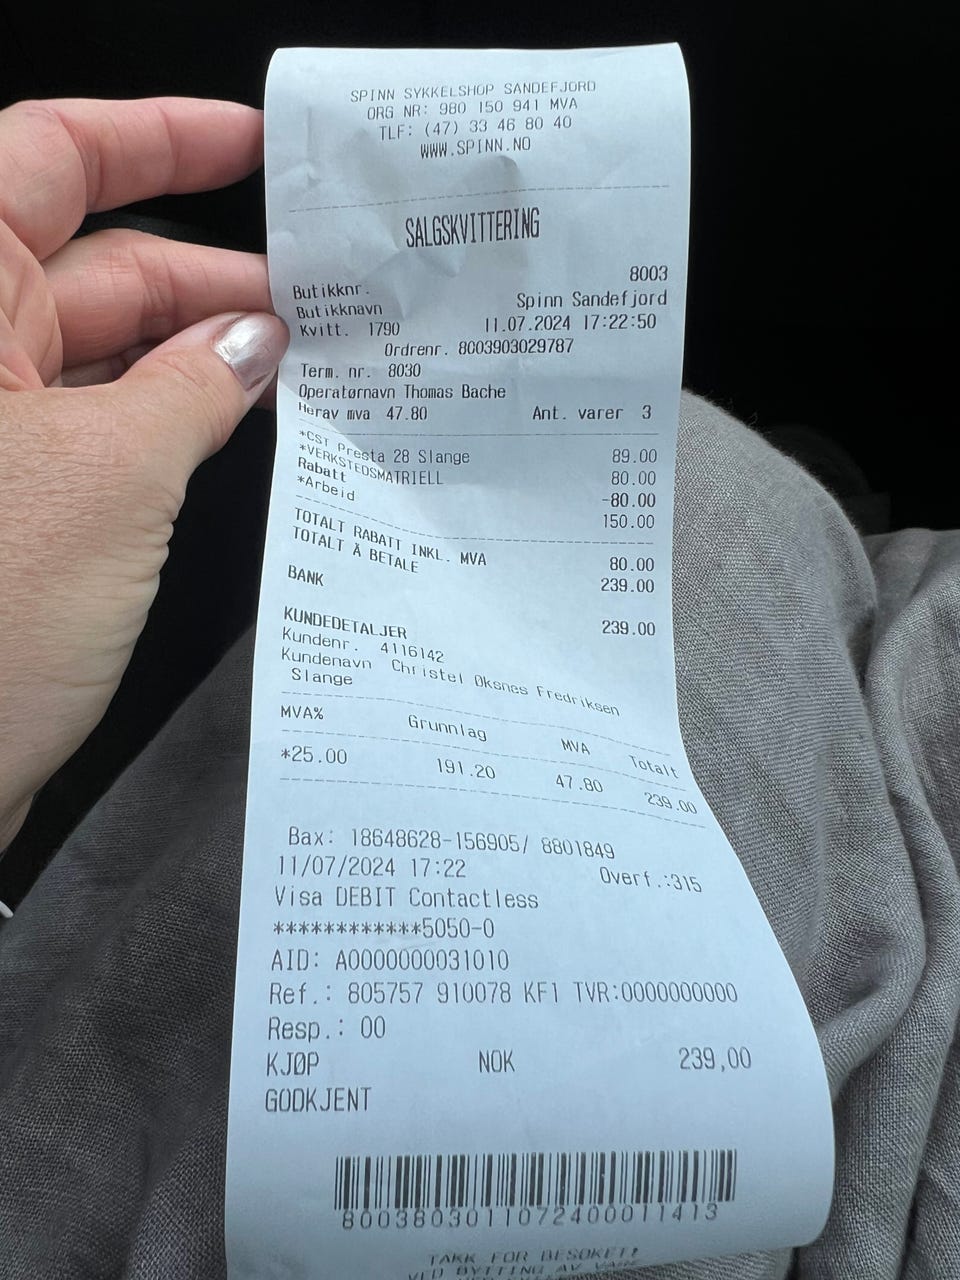 SPINN SYKKELSHOP SANDEFJORD
ORG NR: 980 150 941 MVA
TLF: (47) 33 46 80 40
WWW.SPINN.NO
SALGSKVITTERING
Butikknr. 8003
Butikknavn Spinn Sandefjord
Kvitt. 1790 11.07.2024 17:22:50
Ordrenr. 8003903029787
Term. nr. 8030
Operatørnavn Thomas Bache
Herav mva 47.80 Ant. varer 3
*CST Presta 28 Slange 89.00
*VERKSTEDSMATRIELL 80.00
Rabatt -80.00
*Arbeid 150.00
TOTALT RABATT INKL. MVA 80.00
TOTALT Å BETALE 239.00
BANK 239.00
KUNDEDETALJER
Kundenr. 4116142
Kundenavn Christel Øksnes Fredriksen
Slange
MVA% Grunnlag MVA Totalt
*25.00 191.20 47.80 239.00
Bax: 18648628-156905/ 8801849
11/07/2024 17:22 Overf.:315
Visa DEBIT Contactless
************5050-0
AID: A0000000031010
Ref.: 805757 910078 KF1 TVR:0000000000
Resp.: 00
KJØP NOK 239,00
GODKJENT
8003803011072400011413
TAKK FOR BESØKET!
VED BYTTING AV VARE